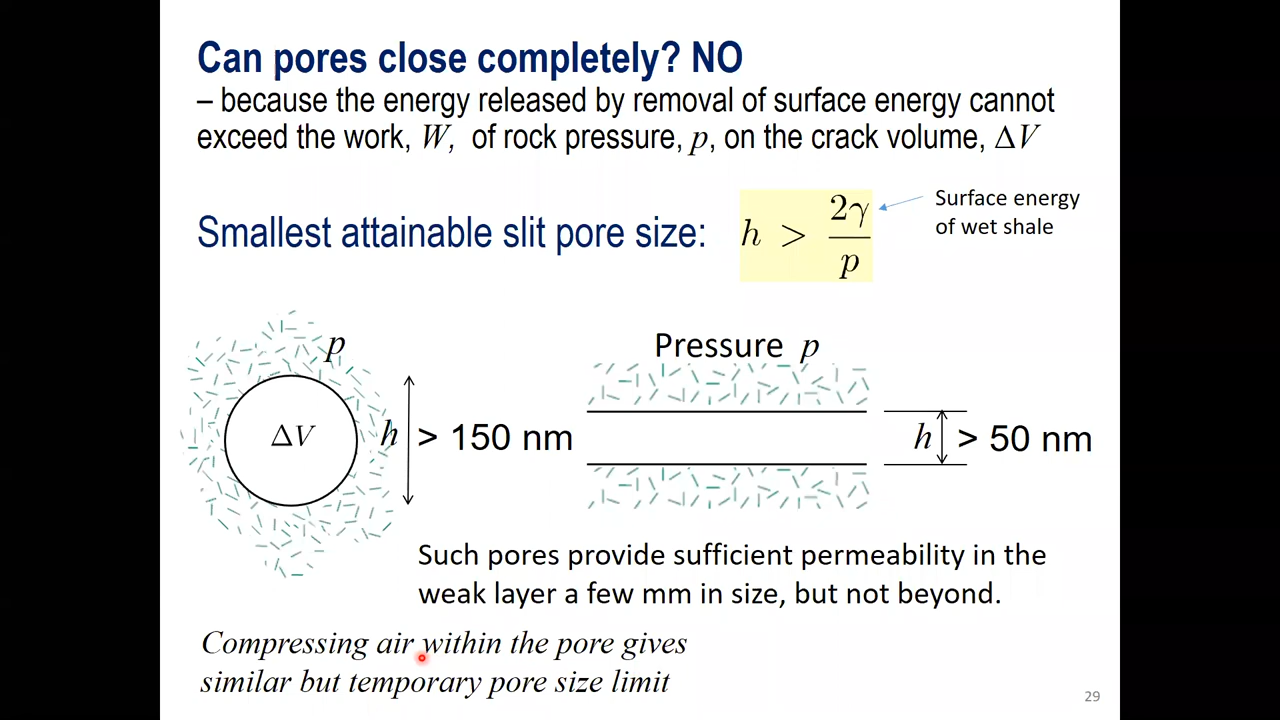 Can pores close completely? NO
– because the energy released by removal of surface energy cannot
exceed the work, W, of rock pressure, p, on the crack volume, ΔV
Smallest attainable slit pore size: h > 2γ/p
Surface energy
of wet shale
p
ΔV
h > 150 nm
Pressure p
h > 50 nm
Such pores provide sufficient permeability in the
weak layer a few mm in size, but not beyond.
Compressing air within the pore gives
similar but temporary pore size limit
29